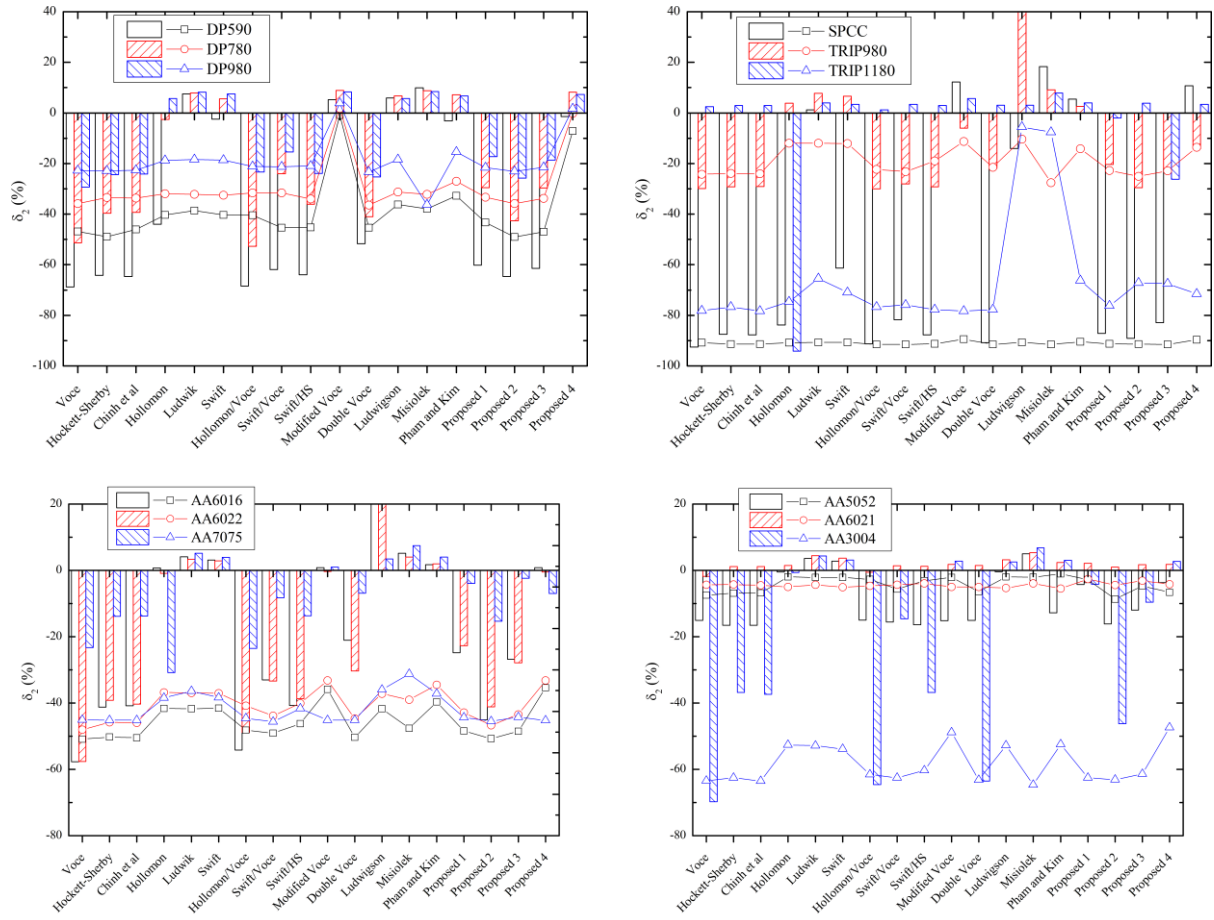 DP590
DP780
DP980
40
20
0
-20
-40
-60
-80
-100
δ₂ (%)
Voce
Hockett-Sherby
Chinh et al
Hollomon
Ludwik
Swift
Hollomon/Voce
Swift/Voce
Swift/HS
Modified Voce
Double Voce
Ludwigson
Misiolek
Pham and Kim
Proposed 1
Proposed 2
Proposed 3
Proposed 4
SPCC
TRIP980
TRIP1180
40
20
0
-20
-40
-60
-80
-100
δ₂ (%)
Voce
Hockett-Sherby
Chinh et al
Hollomon
Ludwik
Swift
Hollomon/Voce
Swift/Voce
Swift/HS
Modified Voce
Double Voce
Ludwigson
Misiolek
Pham and Kim
Proposed 1
Proposed 2
Proposed 3
Proposed 4
AA6016
AA6022
AA7075
20
0
-20
-40
-60
-80
δ₂ (%)
Voce
Hockett-Sherby
Chinh et al
Hollomon
Ludwik
Swift
Hollomon/Voce
Swift/Voce
Swift/HS
Modified Voce
Double Voce
Ludwigson
Misiolek
Pham and Kim
Proposed 1
Proposed 2
Proposed 3
Proposed 4
AA5052
AA6021
AA3004
20
0
-20
-40
-60
-80
δ₂ (%)
Voce
Hockett-Sherby
Chinh et al
Hollomon
Ludwik
Swift
Hollomon/Voce
Swift/Voce
Swift/HS
Modified Voce
Double Voce
Ludwigson
Misiolek
Pham and Kim
Proposed 1
Proposed 2
Proposed 3
Proposed 4